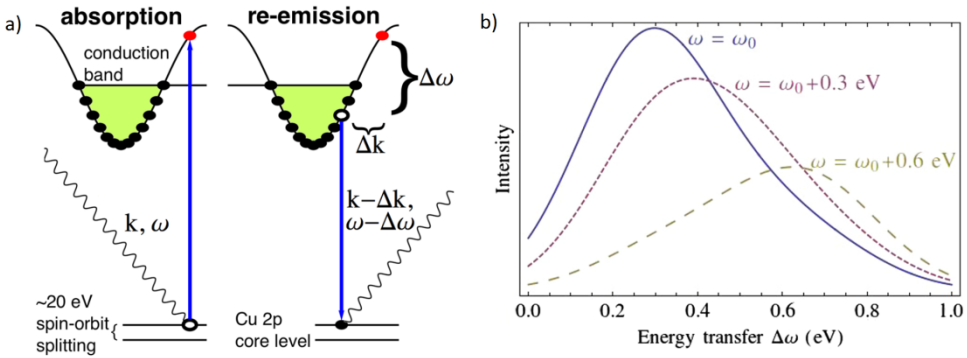 a)
absorption
re-emission
conduction
band
Δω
Δk
k, ω
k−Δk,
ω−Δω
~20 eV
spin-orbit
splitting
Cu 2p
core level
b)
ω = ω₀
ω = ω₀+0.3 eV
ω = ω₀+0.6 eV
Intensity
0.0 0.2 0.4 0.6 0.8 1.0
Energy transfer Δω (eV)